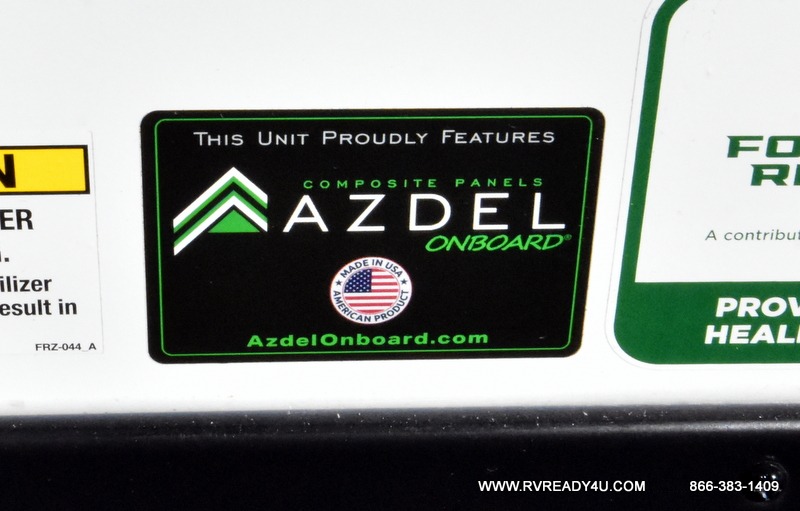 N
ER
.
ilizer
esult in
FRZ-044_A
THIS UNIT PROUDLY FEATURES
COMPOSITE PANELS
AZDEL
ONBOARD®
MADE IN USA
AMERICAN PRODUCT
AzdelOnboard.com
FO
R
A contribut
PROV
HEAL
WWW.RVREADY4U.COM 866-383-1409